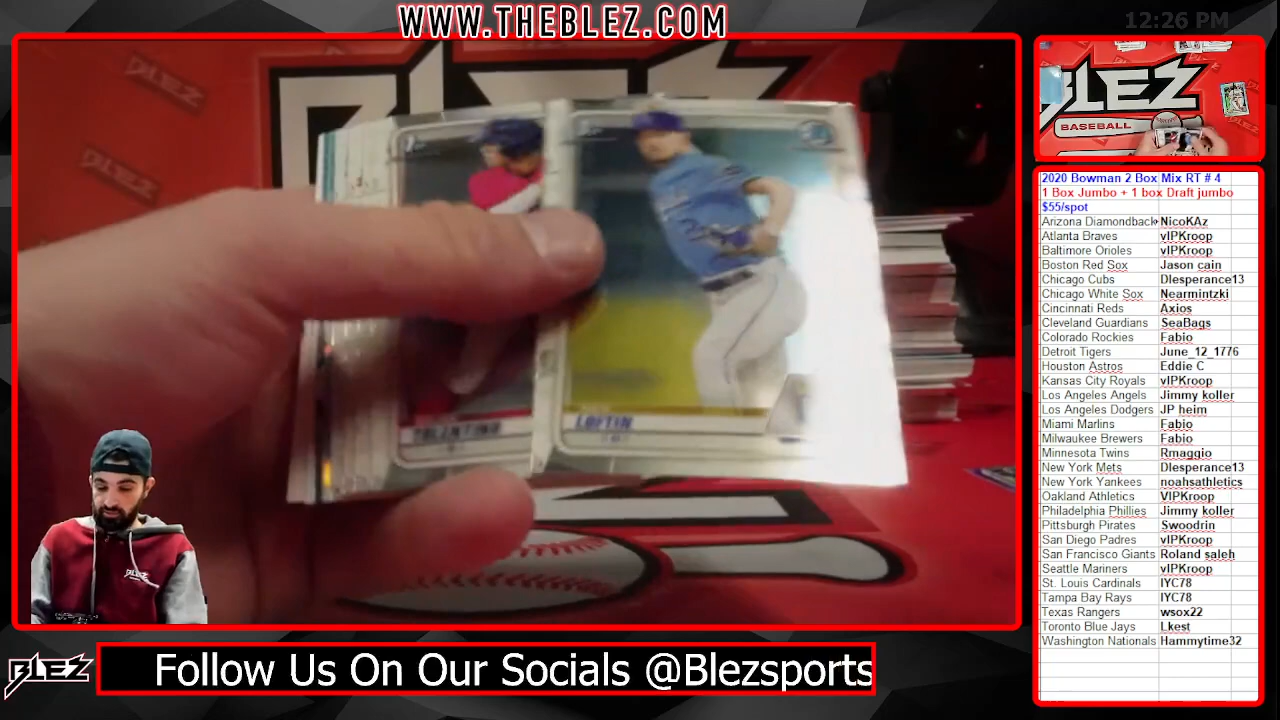 WWW.THEBLEZ.COM
12:26 PM
BLEZ
BLEZ
TOLENTINO
LOFTIN
BLEZ
BASEBALL
2020 Bowman 2 Box Mix RT # 4
1 Box Jumbo + 1 box Draft jumbo
$55/spot
Arizona Diamondback NicoKAz
Atlanta Braves vIPKroop
Baltimore Orioles vIPKroop
Boston Red Sox Jason cain
Chicago Cubs Dlesperance13
Chicago White Sox Nearmintzki
Cincinnati Reds Axios
Cleveland Guardians SeaBags
Colorado Rockies Fabio
Detroit Tigers June_12_1776
Houston Astros Eddie C
Kansas City Royals vIPKroop
Los Angeles Angels Jimmy koller
Los Angeles Dodgers JP heim
Miami Marlins Fabio
Milwaukee Brewers Fabio
Minnesota Twins Rmaggio
New York Mets Dlesperance13
New York Yankees noahsathletics
Oakland Athletics VIPKroop
Philadelphia Phillies Jimmy koller
Pittsburgh Pirates Swoodrin
San Diego Padres vIPKroop
San Francisco Giants Roland saleh
Seattle Mariners vIPKroop
St. Louis Cardinals IYC78
Tampa Bay Rays IYC78
Texas Rangers wsox22
Toronto Blue Jays Lkest
Washington Nationals Hammytime32
BLEZ
BLEZ
Follow Us On Our Socials @Blezsports